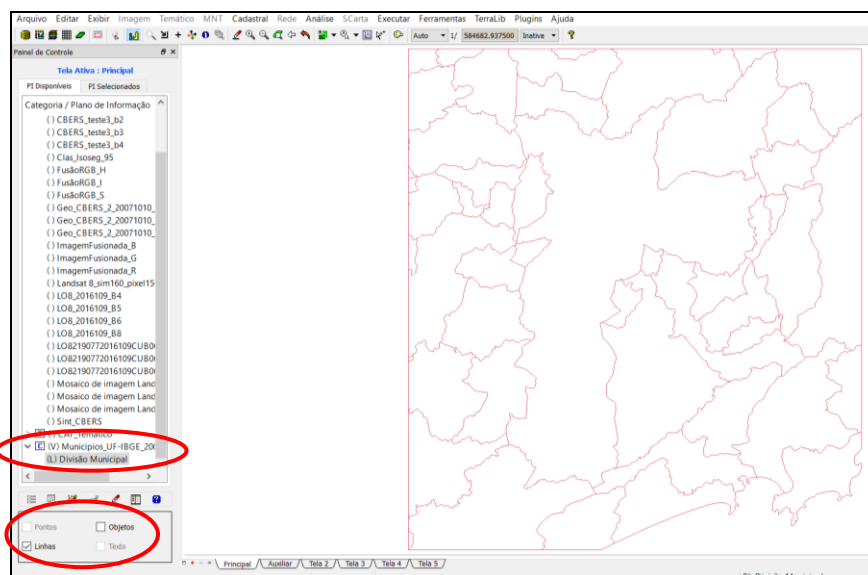 Arquivo Editar Exibir Imagem Temático MNT Cadastral Rede Análise SCarta Executar Ferramentas TerraLib Plugins Ajuda
Auto 1/ 584682.937500 Inativa
Painel de Controle
Tela Ativa : Principal
PI Disponíveis PI Selecionados
Categoria / Plano de Informação
() CBERS_teste3_b2
() CBERS_teste3_b3
() CBERS_teste3_b4
() Clas_Isoseg_95
() FusãoRGB_H
() FusãoRGB_I
() FusãoRGB_S
() Geo_CBERS_2_20071010_
() Geo_CBERS_2_20071010_
() Geo_CBERS_2_20071010_
() ImagemFusionada_B
() ImagemFusionada_G
() ImagemFusionada_R
() Landsat 8_sim160_pixel15
() LO8_2016109_B4
() LO8_2016109_B5
() LO8_2016109_B6
() LO8_2016109_B8
() LO82190772016109CUB0
() LO82190772016109CUB0
() LO82190772016109CUB0
() Mosaico de imagem Land
() Mosaico de imagem Land
() Mosaico de imagem Land
() Sint_CBERS
() CAT_Temático
C (V) Municipios_UF-IBGE_20
(L) Divisão Municipal
Pontos Objetos
Linhas Texto
Principal Auxiliar Tela 2 Tela 3 Tela 4 Tela 5